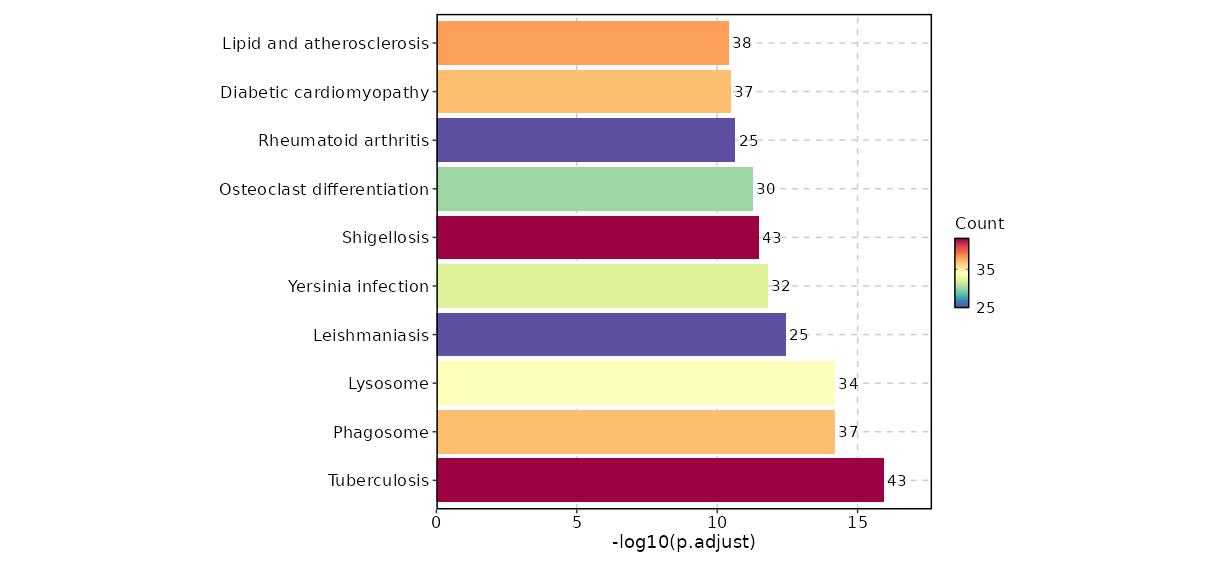 Lipid and atherosclerosis 38
Diabetic cardiomyopathy 37
Rheumatoid arthritis 25
Osteoclast differentiation 30
Shigellosis 43
Yersinia infection 32
Leishmaniasis 25
Lysosome 34
Phagosome 37
Tuberculosis 43
0 5 10 15
-log10(p.adjust)
Count
35
25